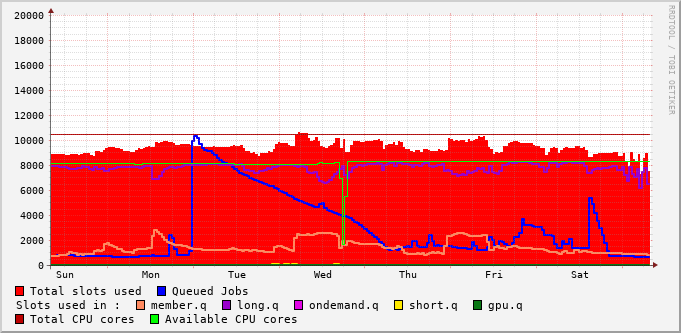 20000
18000
16000
14000
12000
10000
8000
6000
4000
2000
0
Sun Mon Tue Wed Thu Fri Sat
RRDTOOL / TOBI OETIKER
Total slots used Queued Jobs
Slots used in : member.q long.q ondemand.q short.q gpu.q
Total CPU cores Available CPU cores